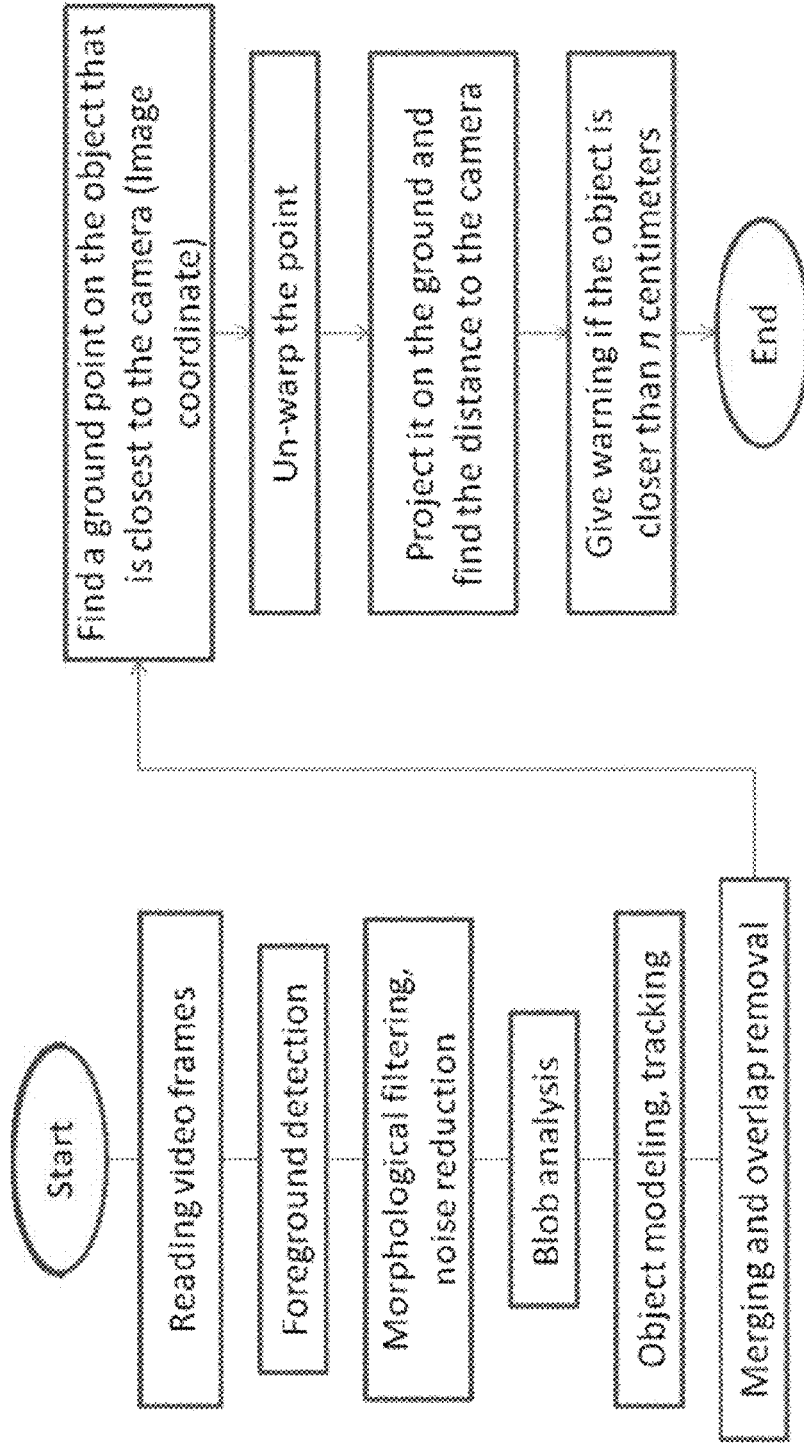 Start
Reading video frames
Foreground detection
Morphological filtering,
noise reduction
Blob analysis
Object modeling, tracking
Merging and overlap removal
Find a ground point on the object that
is closest to the camera (Image
coordinate)
Un-warp the point
Project it on the ground and
find the distance to the camera
Give warning if the object is
closer than n centimeters
End